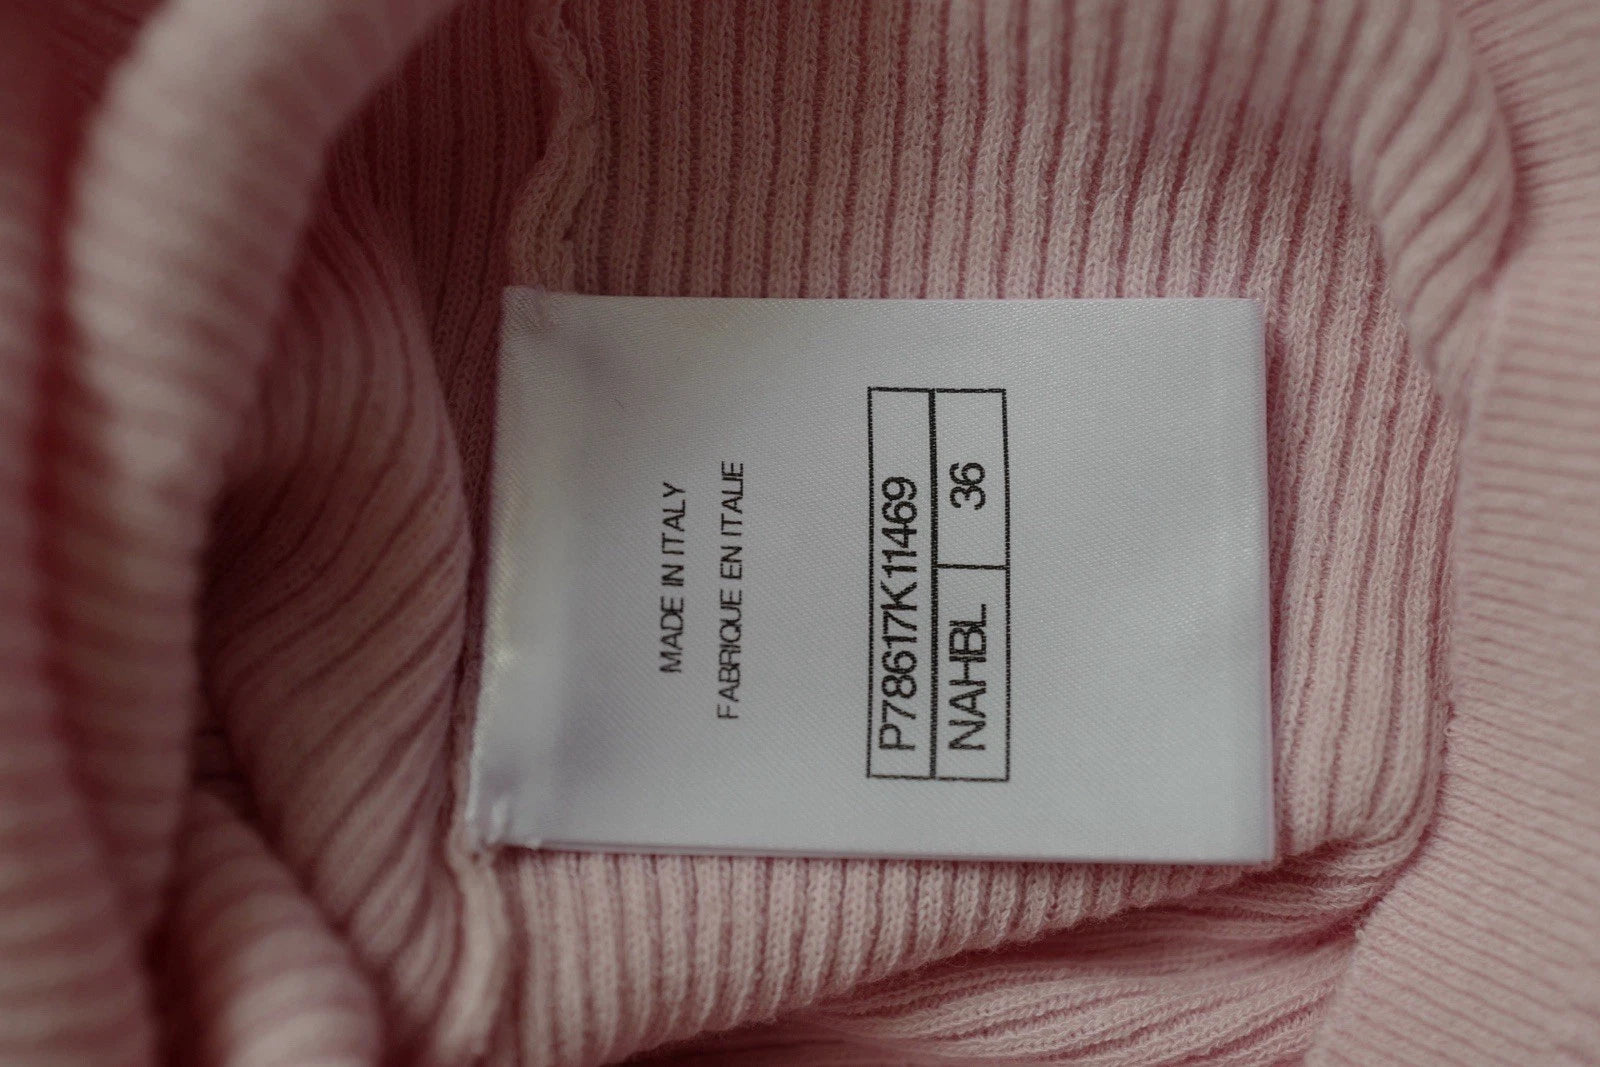 MADE IN ITALY
FABRIQUE EN ITALIE
P78617K11469
NAHBL 36